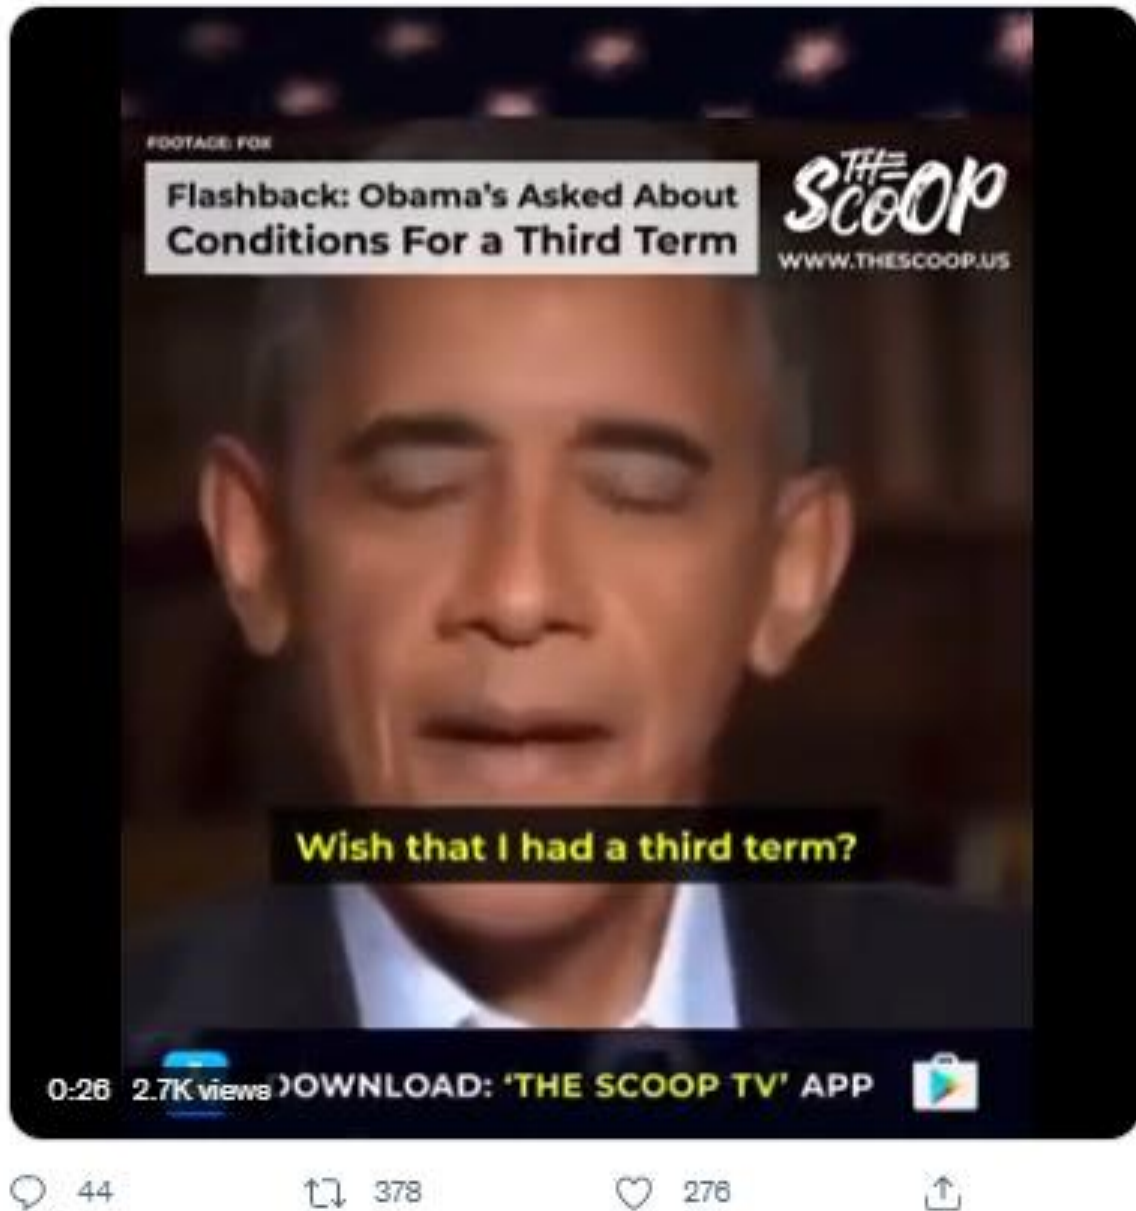 FOOTAGE: FOX
Flashback: Obama's Asked About
Conditions For a Third Term
THE
SCOOP
WWW.THESCOOP.US
Wish that I had a third term?
0:26 2.7K views
DOWNLOAD: ‘THE SCOOP TV’ APP
44 378 276